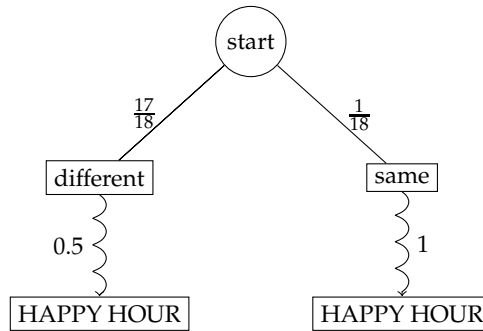 start
17/18
1/18
different
same
0.5
1
HAPPY HOUR
HAPPY HOUR